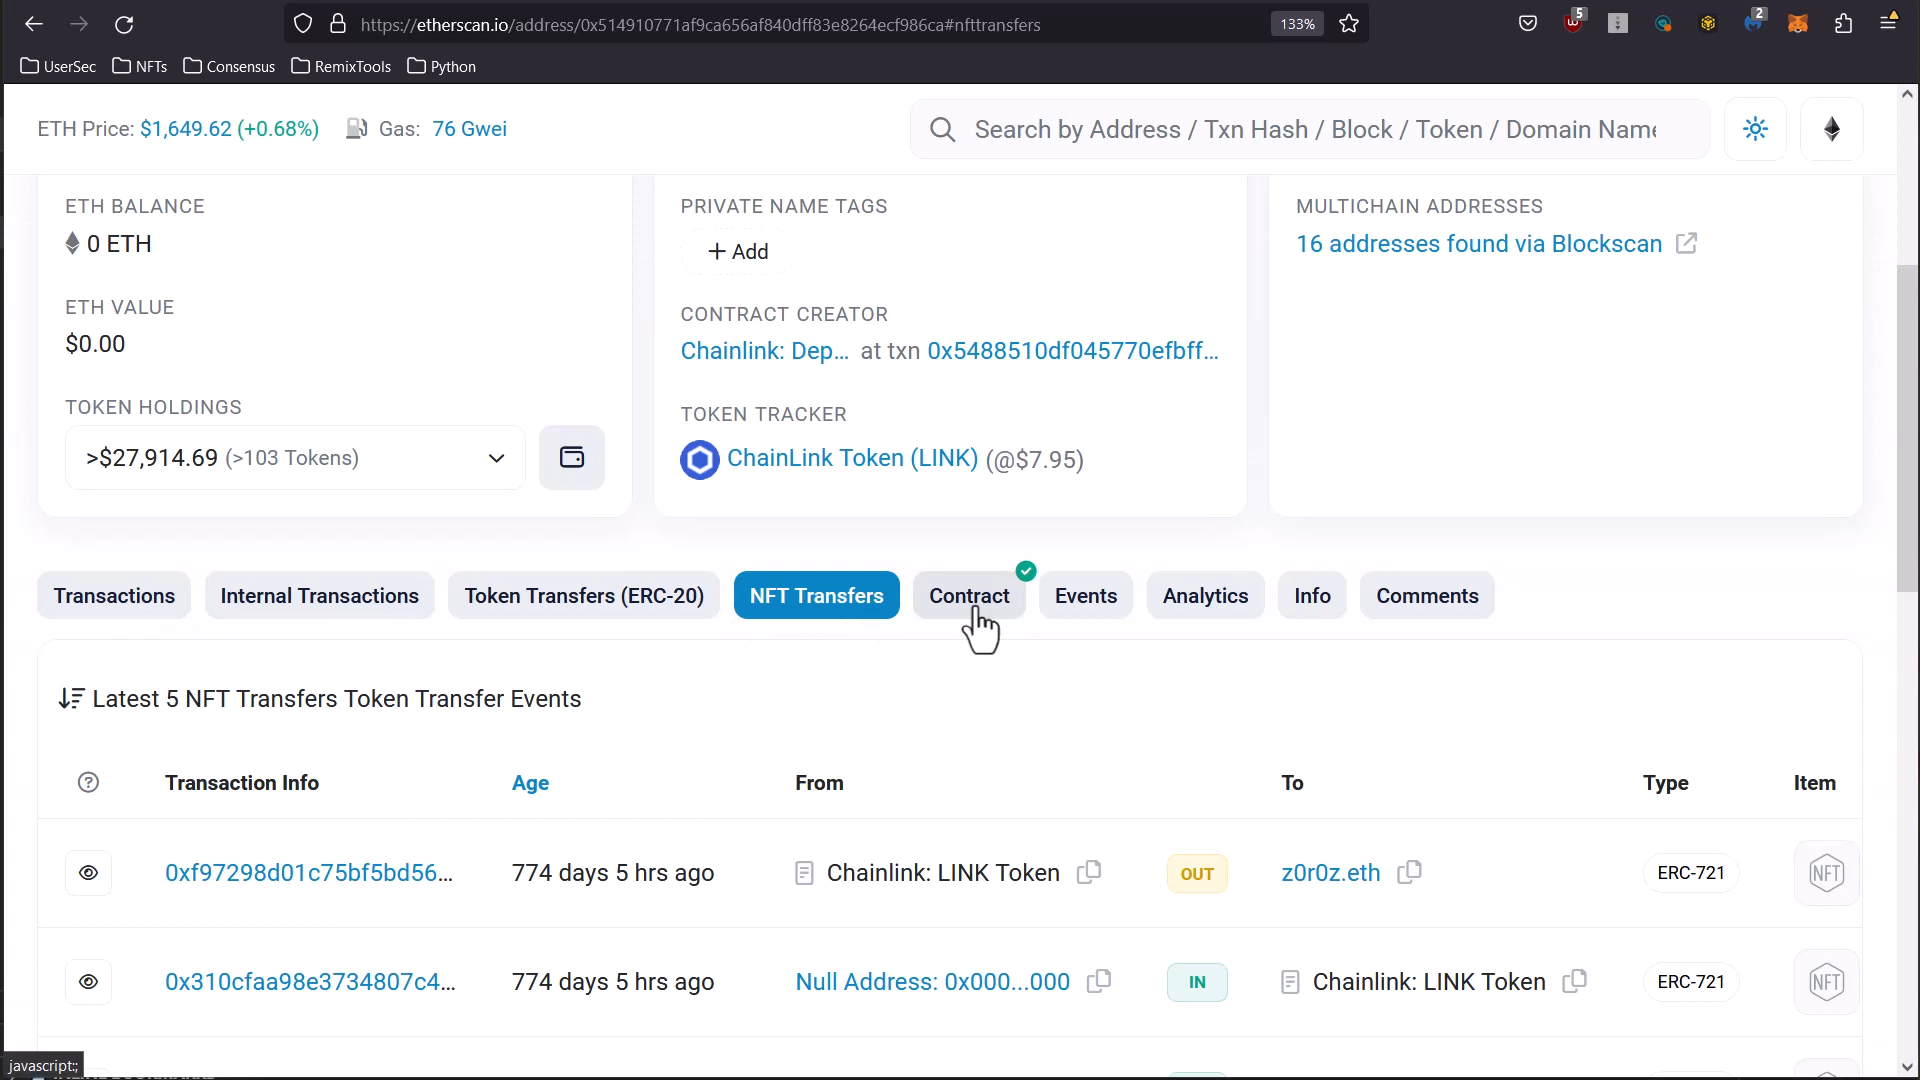 https://etherscan.io/address/0x514910771af9ca656af840dff83e8264ecf986ca#nfttransfers
133%
5
2
UserSec
NFTs
Consensus
RemixTools
Python
ETH Price: $1,649.62 (+0.68%)
Gas: 76 Gwei
Search by Address / Txn Hash / Block / Token / Domain Name
ETH BALANCE
0 ETH
ETH VALUE
$0.00
TOKEN HOLDINGS
>$27,914.69 (>103 Tokens)
PRIVATE NAME TAGS
+ Add
CONTRACT CREATOR
Chainlink: Dep... at txn 0x5488510df045770efbff...
TOKEN TRACKER
ChainLink Token (LINK) (@$7.95)
MULTICHAIN ADDRESSES
16 addresses found via Blockscan
Transactions
Internal Transactions
Token Transfers (ERC-20)
NFT Transfers
Contract
Events
Analytics
Info
Comments
Latest 5 NFT Transfers Token Transfer Events
Transaction Info
Age
From
To
Type
Item
0xf97298d01c75bf5bd56... 774 days 5 hrs ago Chainlink: LINK Token OUT z0r0z.eth ERC-721 NFT
0x310cfaa98e3734807c4... 774 days 5 hrs ago Null Address: 0x000...000 IN Chainlink: LINK Token ERC-721 NFT
javascript:;